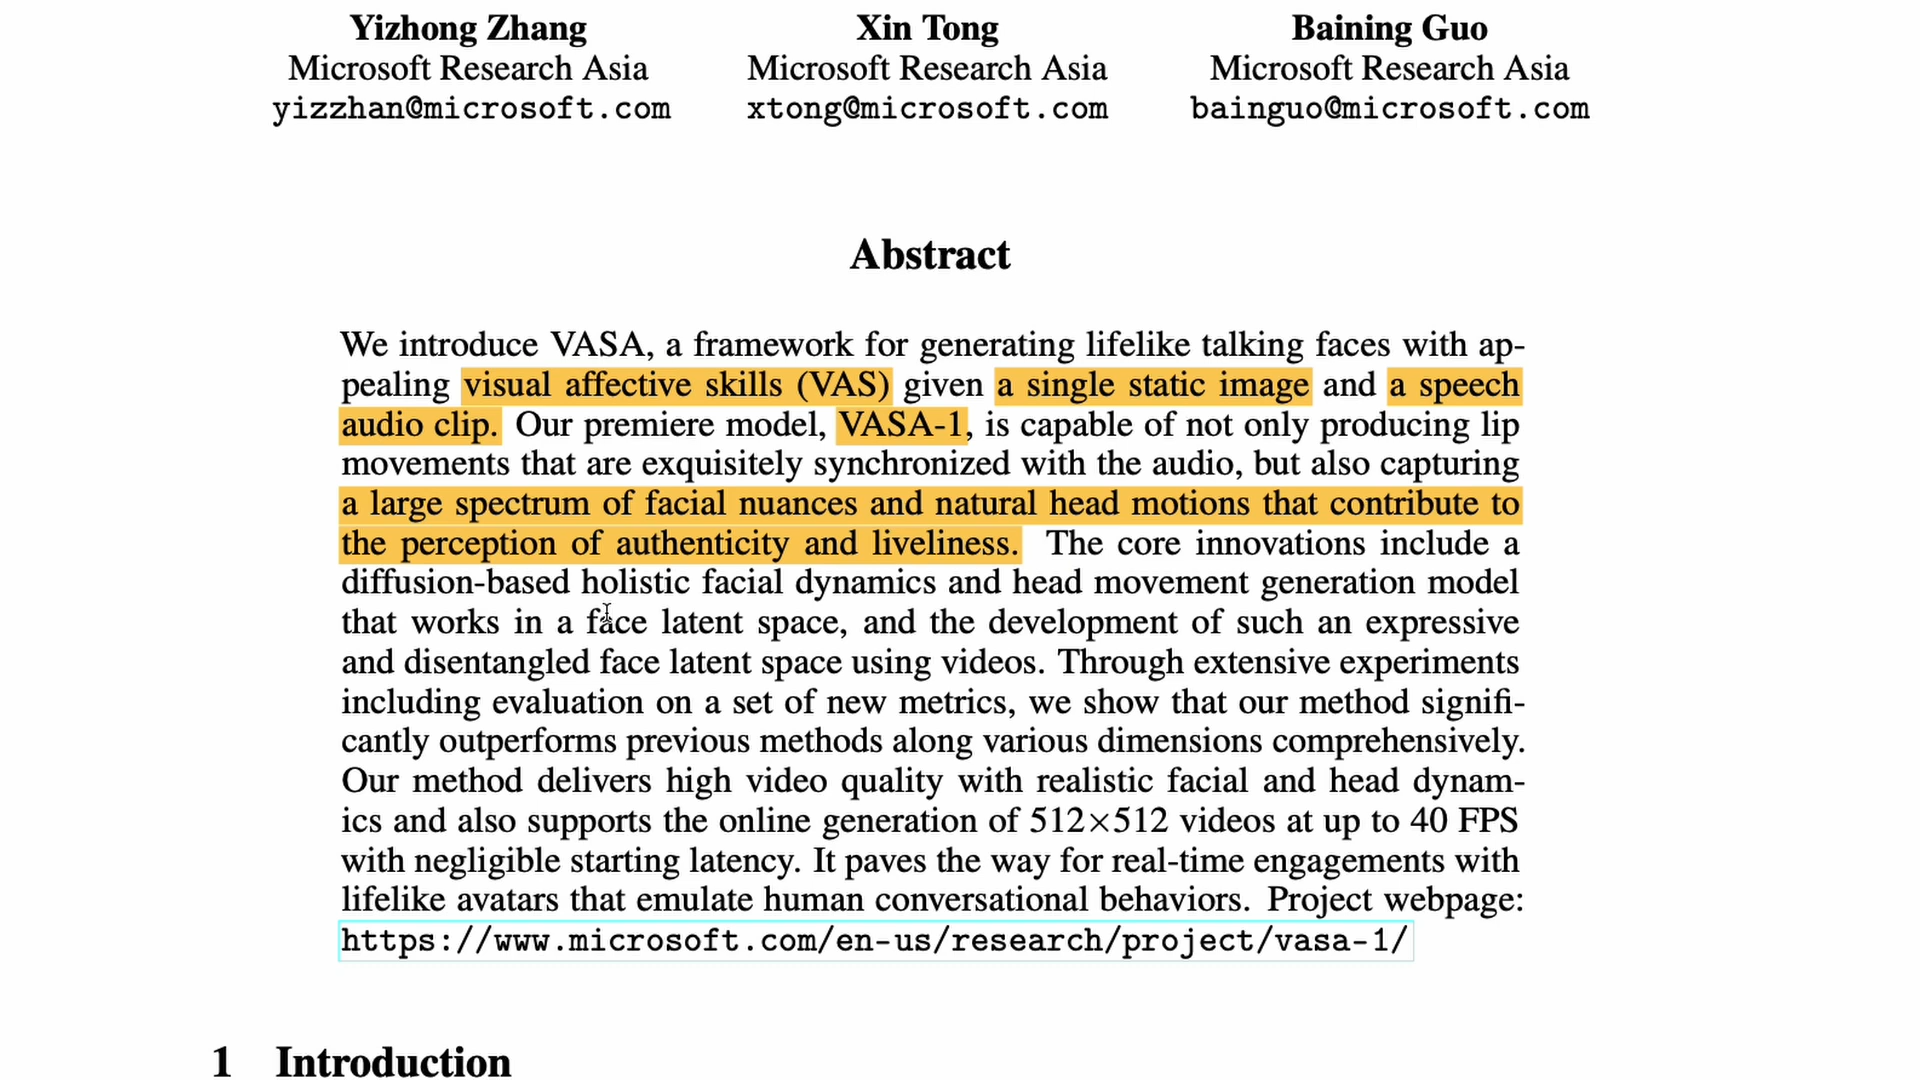 Yizhong Zhang Xin Tong Baining Guo
Microsoft Research Asia Microsoft Research Asia Microsoft Research Asia
yizzhan@microsoft.com xtong@microsoft.com bainguo@microsoft.com
Abstract
We introduce VASA, a framework for generating lifelike talking faces with ap-
pealing visual affective skills (VAS) given a single static image and a speech
audio clip. Our premiere model, VASA-1, is capable of not only producing lip
movements that are exquisitely synchronized with the audio, but also capturing
a large spectrum of facial nuances and natural head motions that contribute to
the perception of authenticity and liveliness. The core innovations include a
diffusion-based holistic facial dynamics and head movement generation model
that works in a face latent space, and the development of such an expressive
and disentangled face latent space using videos. Through extensive experiments
including evaluation on a set of new metrics, we show that our method signifi-
cantly outperforms previous methods along various dimensions comprehensively.
Our method delivers high video quality with realistic facial and head dynam-
ics and also supports the online generation of 512×512 videos at up to 40 FPS
with negligible starting latency. It paves the way for real-time engagements with
lifelike avatars that emulate human conversational behaviors. Project webpage:
https://www.microsoft.com/en-us/research/project/vasa-1/
1 Introduction